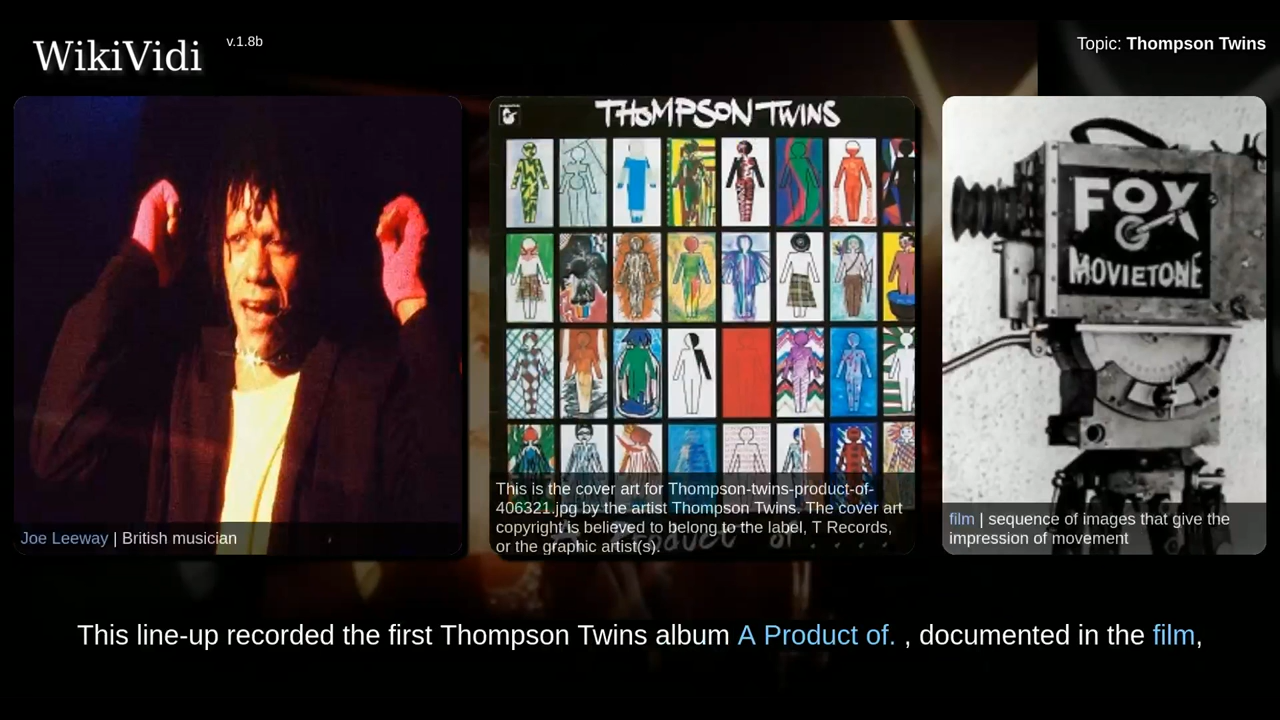 WikiVidi
v.1.8b
Topic: Thompson Twins
THOMPSON TWINS
FOX
MOVIETONE
Joe Leeway | British musician
This is the cover art for Thompson-twins-product-of-
406321.jpg by the artist Thompson Twins. The cover art
copyright is believed to belong to the label, T Records,
or the graphic artist(s).
A Product of ....
film | sequence of images that give the
impression of movement
This line-up recorded the first Thompson Twins album A Product of. , documented in the film,